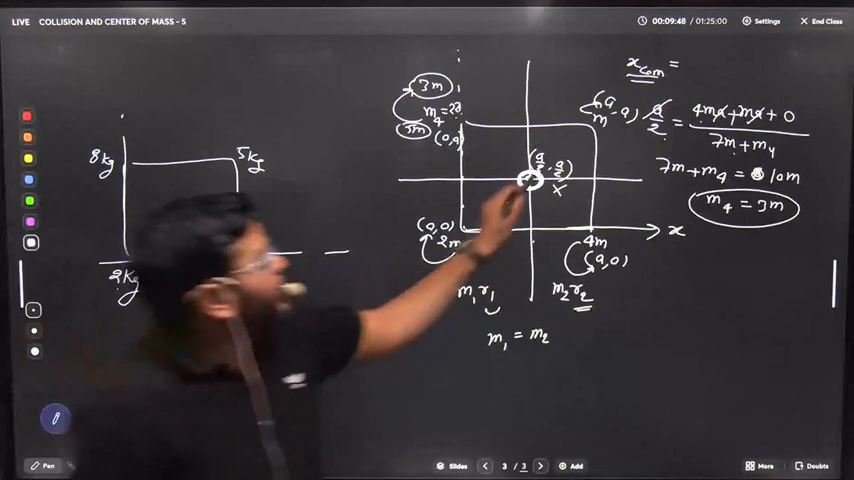 LIVE COLLISION AND CENTER OF MASS - 5
00:09:48 | 01:25:00
Settings
End Class
8kg
5kg
2kg
3m
3m
(0,a)
(a/2, a/2)
x
(0,0)
2m
4m
(a,0)
x
m₁r₁
m₂r₂
m₁ = m₂
x_com =
a/2 = (4ma + ma + 0)/(7m + m₄)
7m + m₄ = 10m
m₄ = 3m
Pen
Slides
3 / 3
Add
More
Doubts